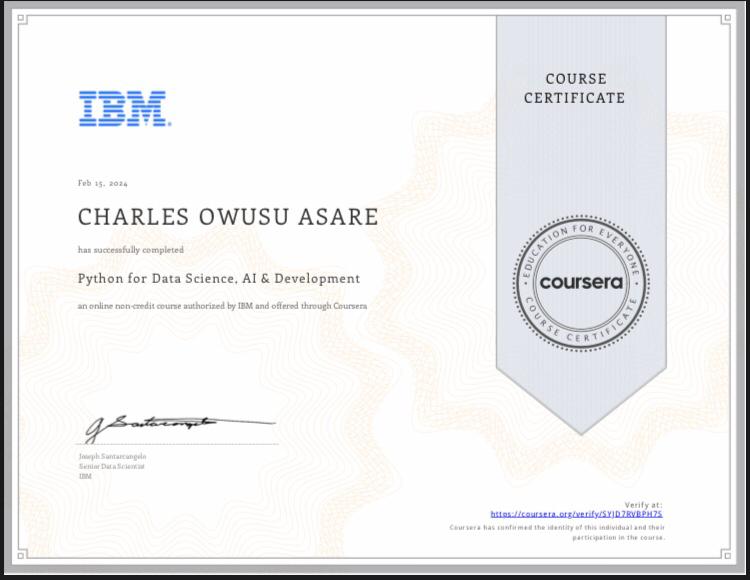 IBM
Feb 15, 2024
CHARLES OWUSU ASARE
has successfully completed
Python for Data Science, AI & Development
an online non-credit course authorized by IBM and offered through Coursera
Joseph Santarcangelo
Senior Data Scientist
IBM
COURSE
CERTIFICATE
EDUCATION FOR EVERYONE
coursera
COURSE CERTIFICATE
Verify at:
https://coursera.org/verify/SYJD7RVBPH7S
Coursera has confirmed the identity of this individual and their
participation in the course.